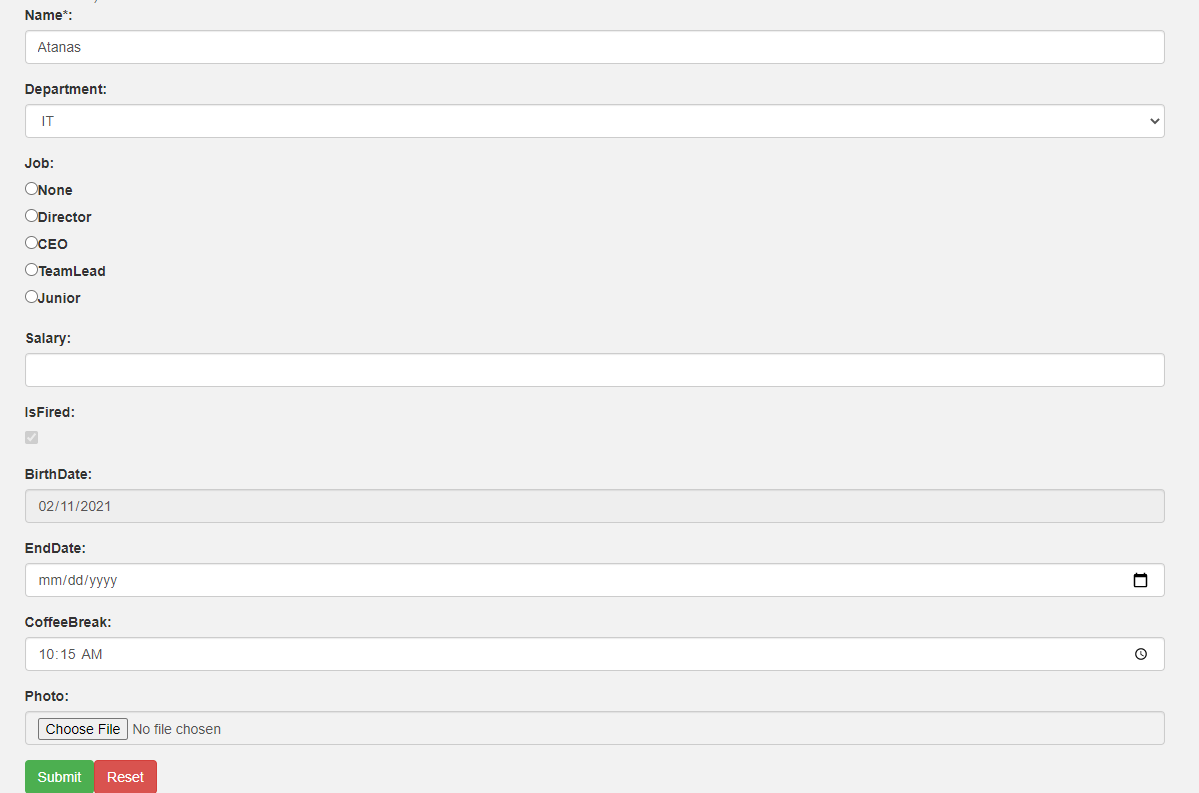 Name*:
Atanas
Department:
IT
Job:
None
Director
CEO
TeamLead
Junior
Salary:
IsFired:
BirthDate:
02/11/2021
EndDate:
mm/dd/yyyy
CoffeeBreak:
10:15 AM
Photo:
Choose File No file chosen
Submit Reset